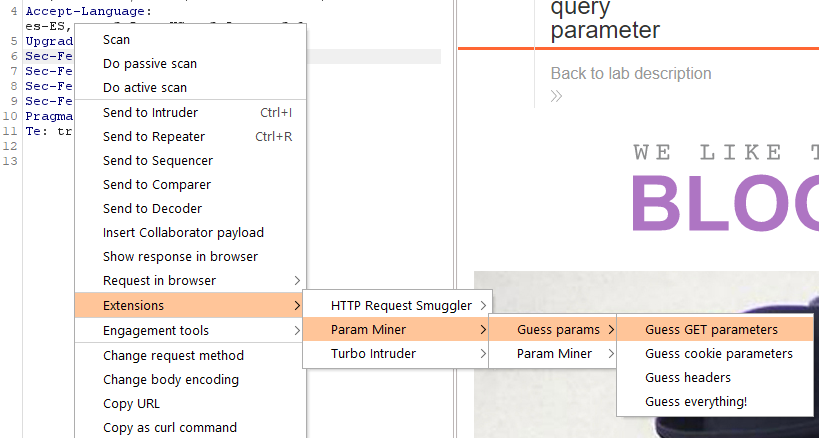 4 Accept-Language:
es-ES,
5 Upgrad
6 Sec-Fe
7 Sec-Fe
8 Sec-Fe
9 Sec-Fe
10 Pragma
11 Te: tr
12
13
Scan
Do passive scan
Do active scan
Send to Intruder Ctrl+I
Send to Repeater Ctrl+R
Send to Sequencer
Send to Comparer
Send to Decoder
Insert Collaborator payload
Show response in browser
Request in browser
Extensions
Engagement tools
Change request method
Change body encoding
Copy URL
Copy as curl command
HTTP Request Smuggler
Param Miner
Turbo Intruder
Guess params
Param Miner
Guess GET parameters
Guess cookie parameters
Guess headers
Guess everything!
query
parameter
Back to lab description
WE LIKE T
BLOG